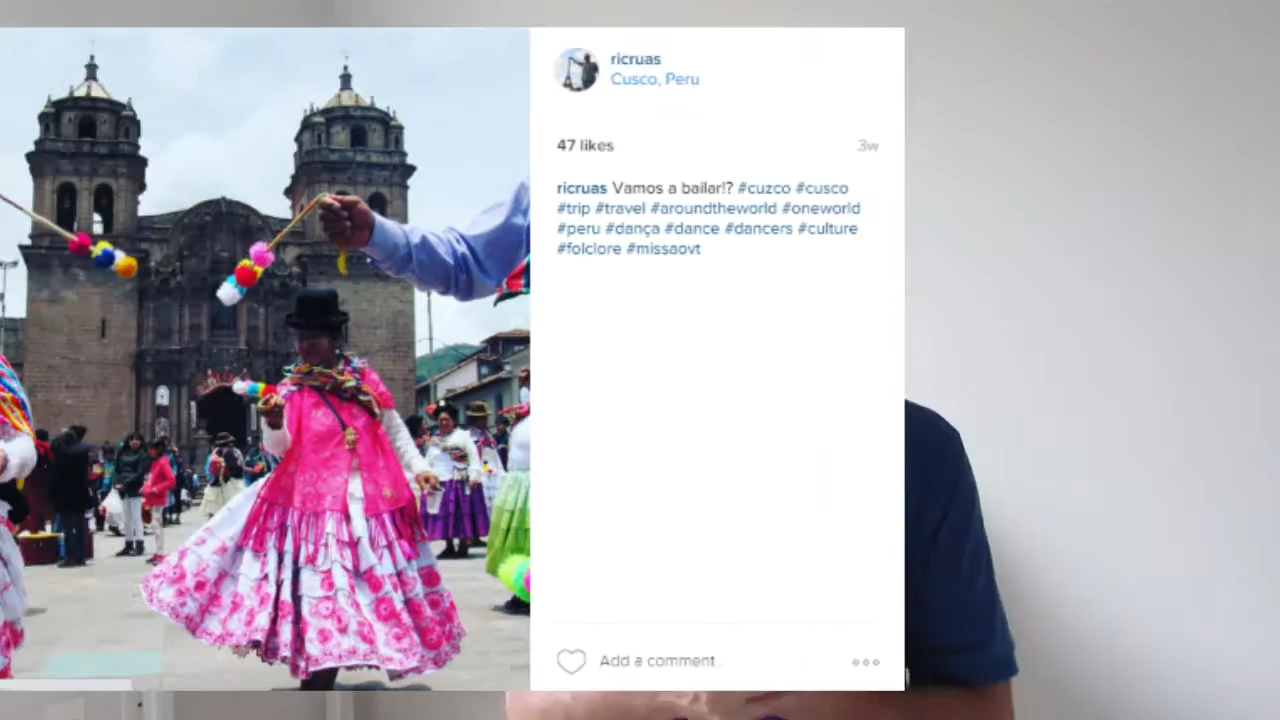 ricruas
Cusco, Peru
47 likes
3w
ricruas Vamos a bailar!? #cuzco #cusco
#trip #travel #aroundtheworld #oneworld
#peru #dança #dance #dancers #culture
#folclore #missaovt
Add a comment